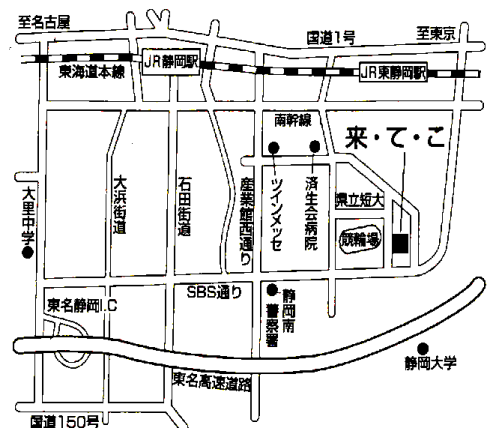 至名古屋
国道1号
至東京
JR静岡駅
東海道本線
JR東静岡駅
南幹線
来・て・こ
大里中学
大浜街道
石田街道
産業館西通り
ツインメッセ
済生会病院
県立短大
競輪場
SBS通り
静岡南
警察署
東名静岡I.C
静岡大学
東名高速道路
国道150号